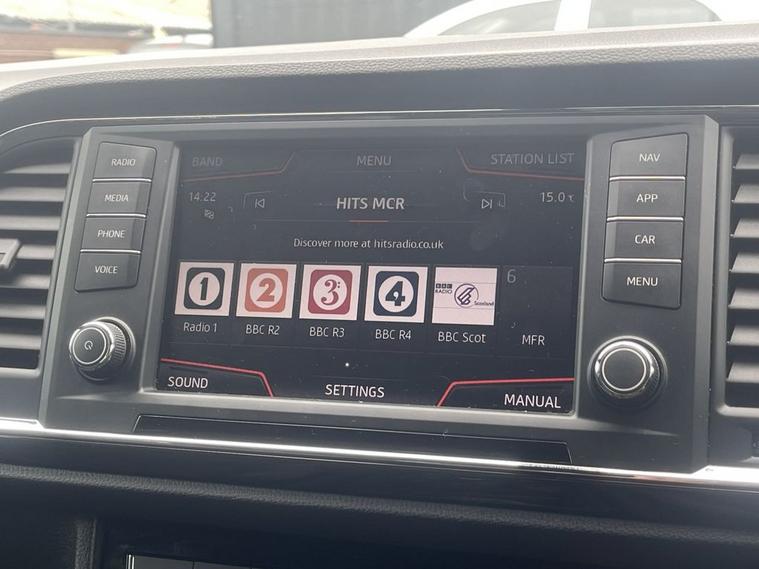 RADIO
MEDIA
PHONE
VOICE
BAND
MENU
STATION LIST
14:22
HITS MCR
15.0 °C
Discover more at hitsradio.co.uk
1
2
3
4
BBC
RADIO
Scotland
6
Radio 1
BBC R2
BBC R3
BBC R4
BBC Scot
MFR
SOUND
SETTINGS
MANUAL
NAV
APP
CAR
MENU